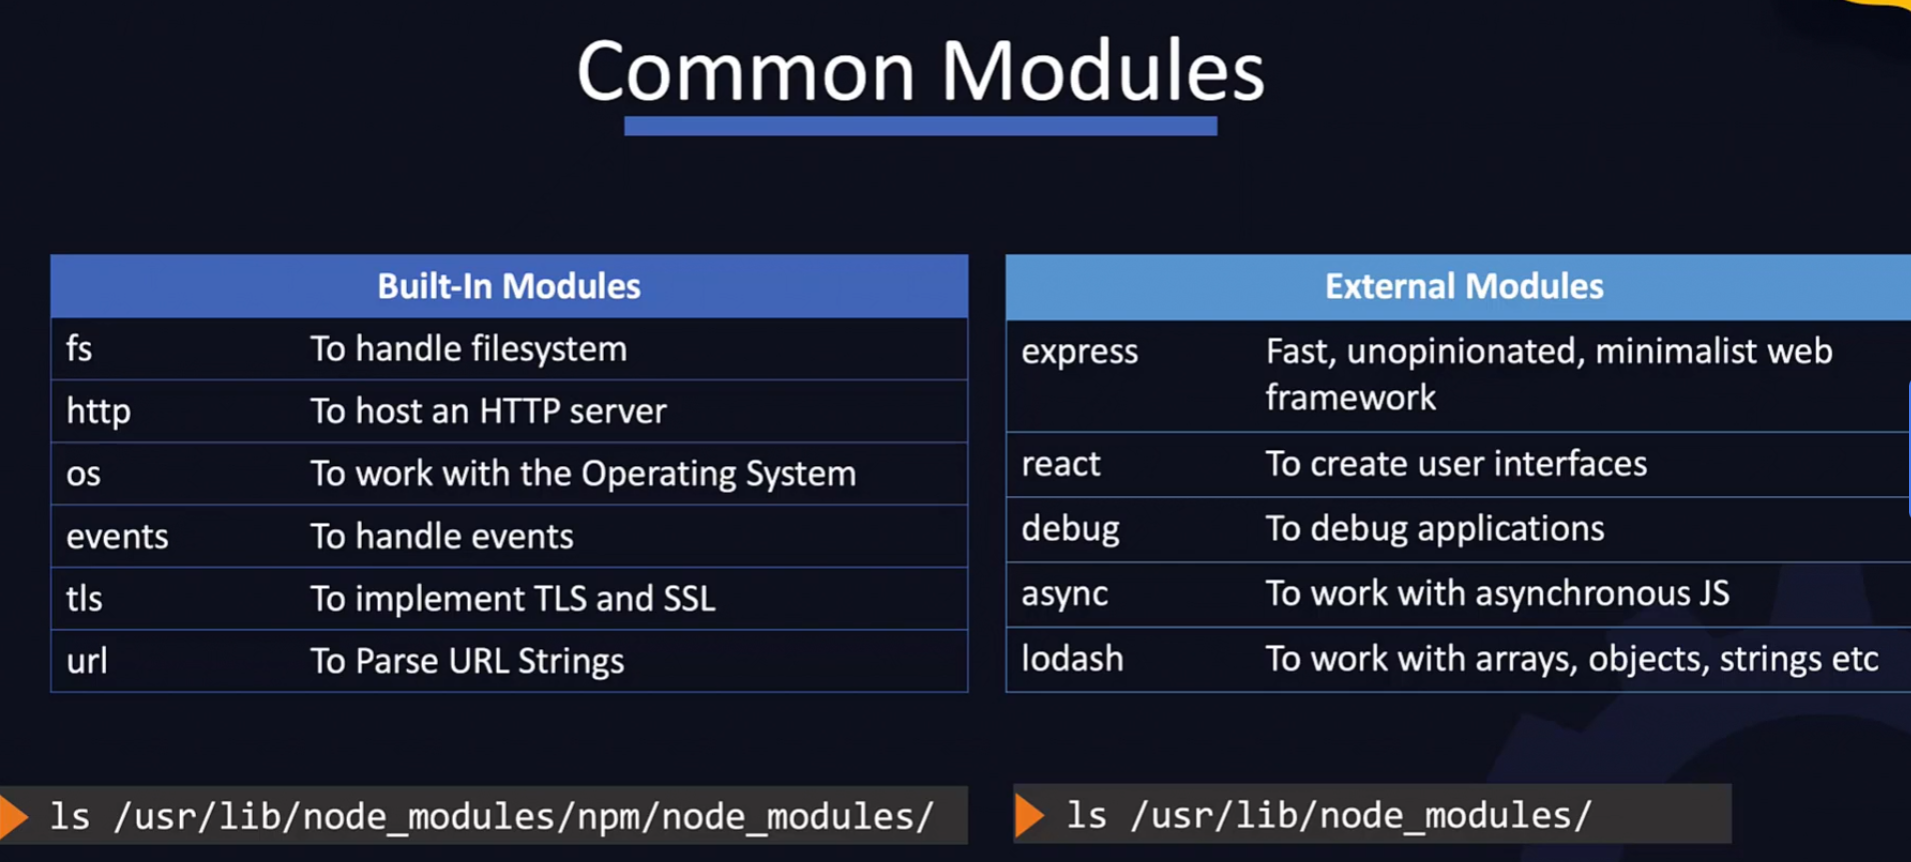 Common Modules
Built-In Modules
fs To handle filesystem
http To host an HTTP server
os To work with the Operating System
events To handle events
tls To implement TLS and SSL
url To Parse URL Strings
External Modules
express Fast, unopinionated, minimalist web
framework
react To create user interfaces
debug To debug applications
async To work with asynchronous JS
lodash To work with arrays, objects, strings etc
ls /usr/lib/node_modules/npm/node_modules/
ls /usr/lib/node_modules/